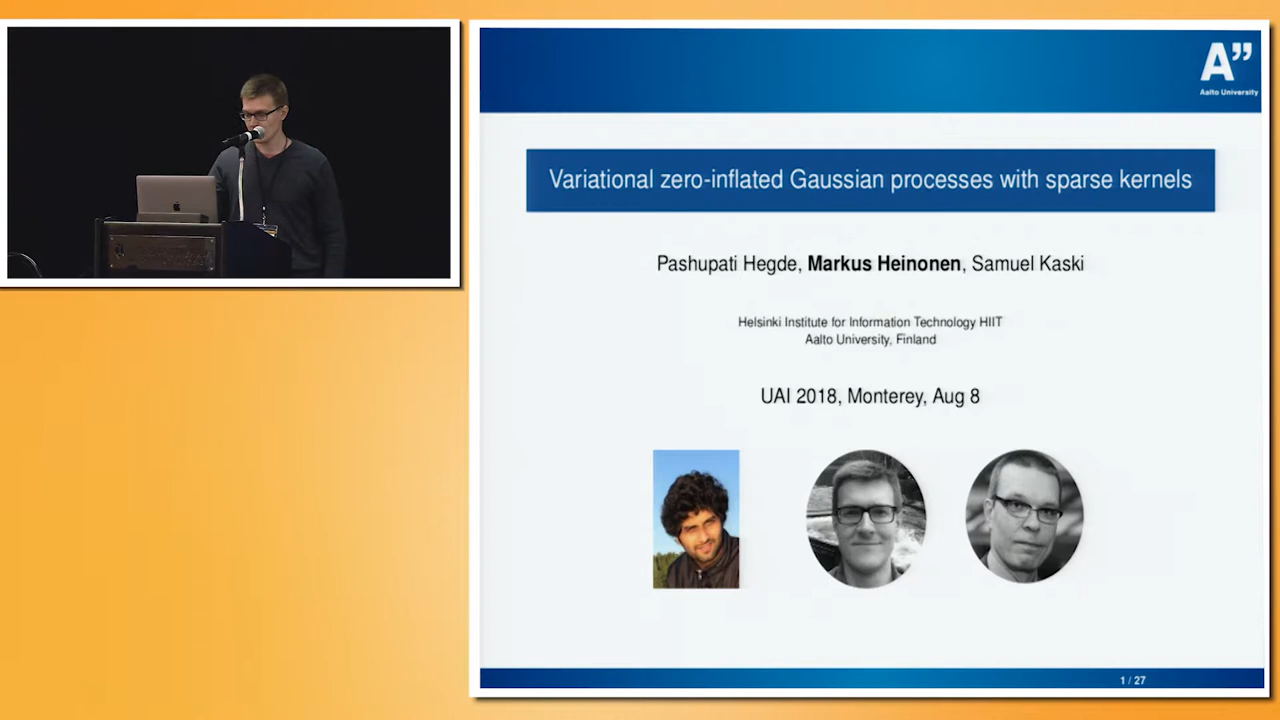 A”
Aalto University
Variational zero-inflated Gaussian processes with sparse kernels
Pashupati Hegde, Markus Heinonen, Samuel Kaski
Helsinki Institute for Information Technology HIIT
Aalto University, Finland
UAI 2018, Monterey, Aug 8
1 / 27